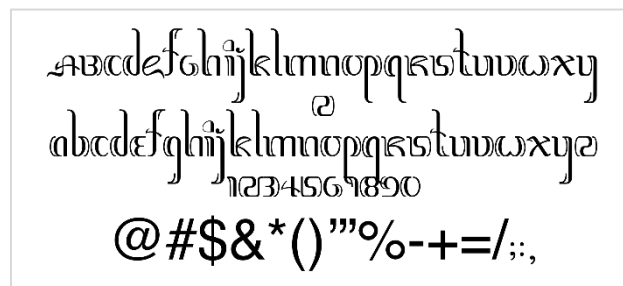 ABcdefGhijklmnopqrstuvwxy
z
abcdefghijklmnopqrstuvwxyz
1234567890
@#$&*()'"%-+=/;:,